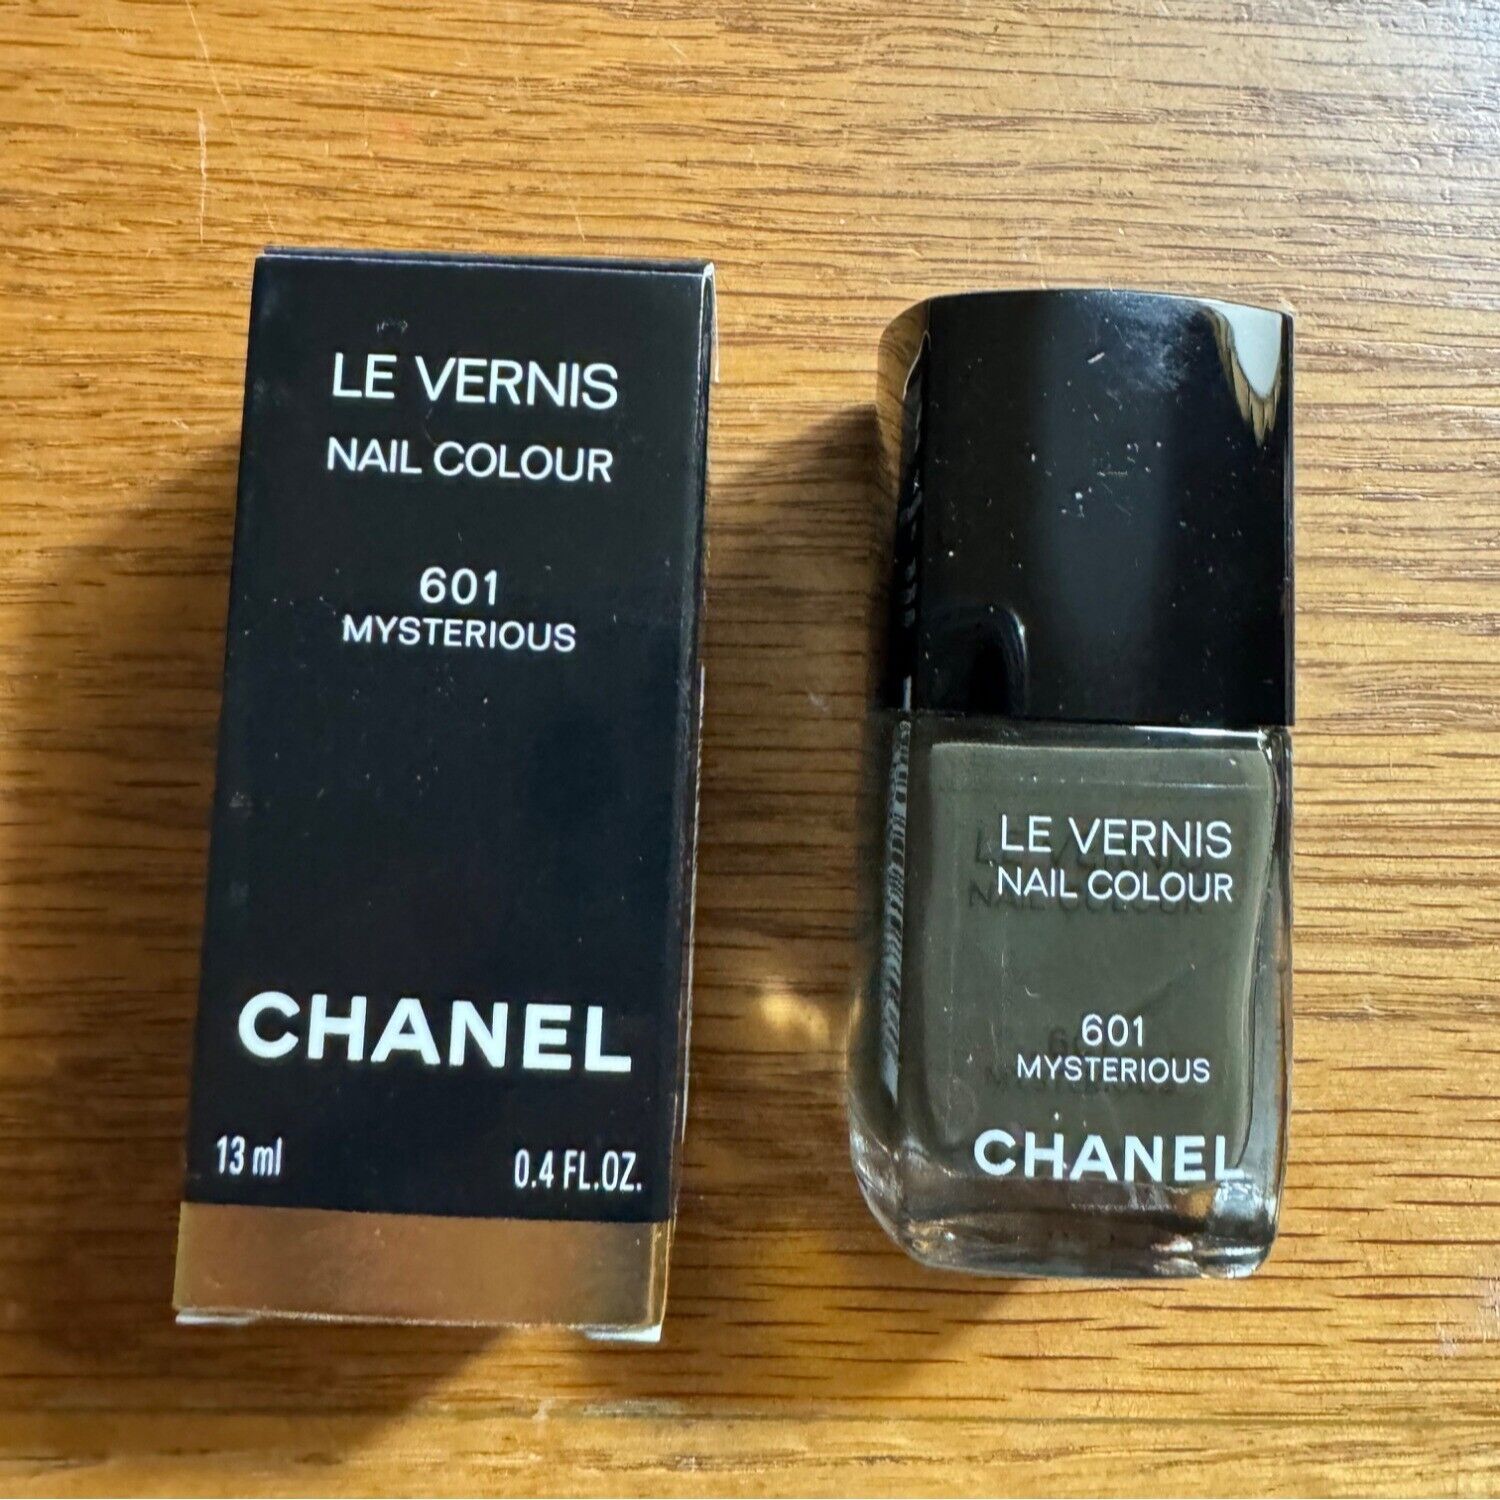 LE VERNIS
NAIL COLOUR
601
MYSTERIOUS
CHANEL
13 ml 0.4 FL.OZ.
LE VERNIS
NAIL COLOUR
601
MYSTERIOUS
CHANEL